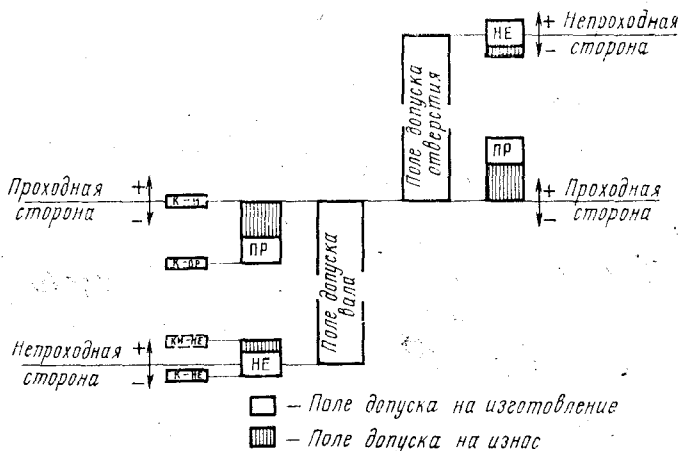 + Непроходная
НЕ
− сторона
Поле допуска
отверстия
ПР
Проходная +
сторона −
К-И
ПР
К-ПР
Поле допуска
вала
+ Проходная
− сторона
КИ-НЕ
Непроходная +
сторона −
НЕ
К-НЕ
− Поле допуска на изготовление
− Поле допуска на износ